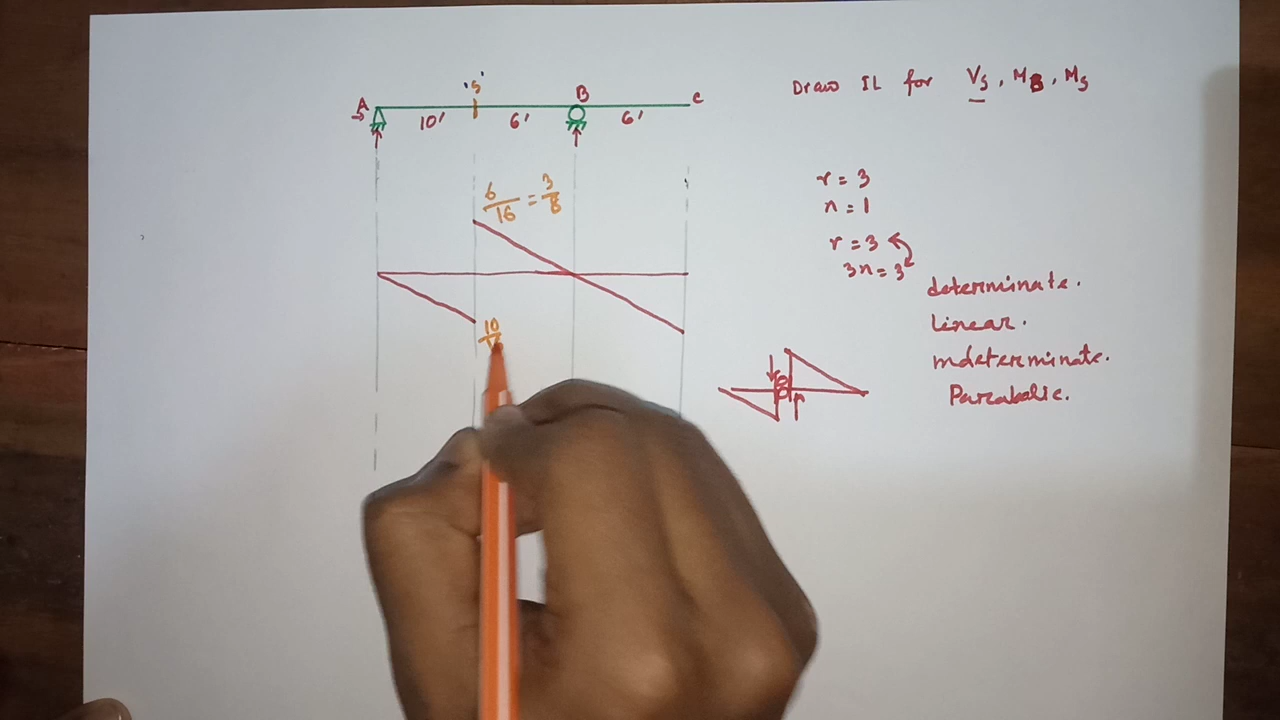 'S'
A B C
10' 6' 6'
Draw IL for VS, MB, MS
6/16 = 3/8
r = 3
n = 1
r = 3
3n = 3
determinate.
Linear.
indeterminate.
Parabolic.
10